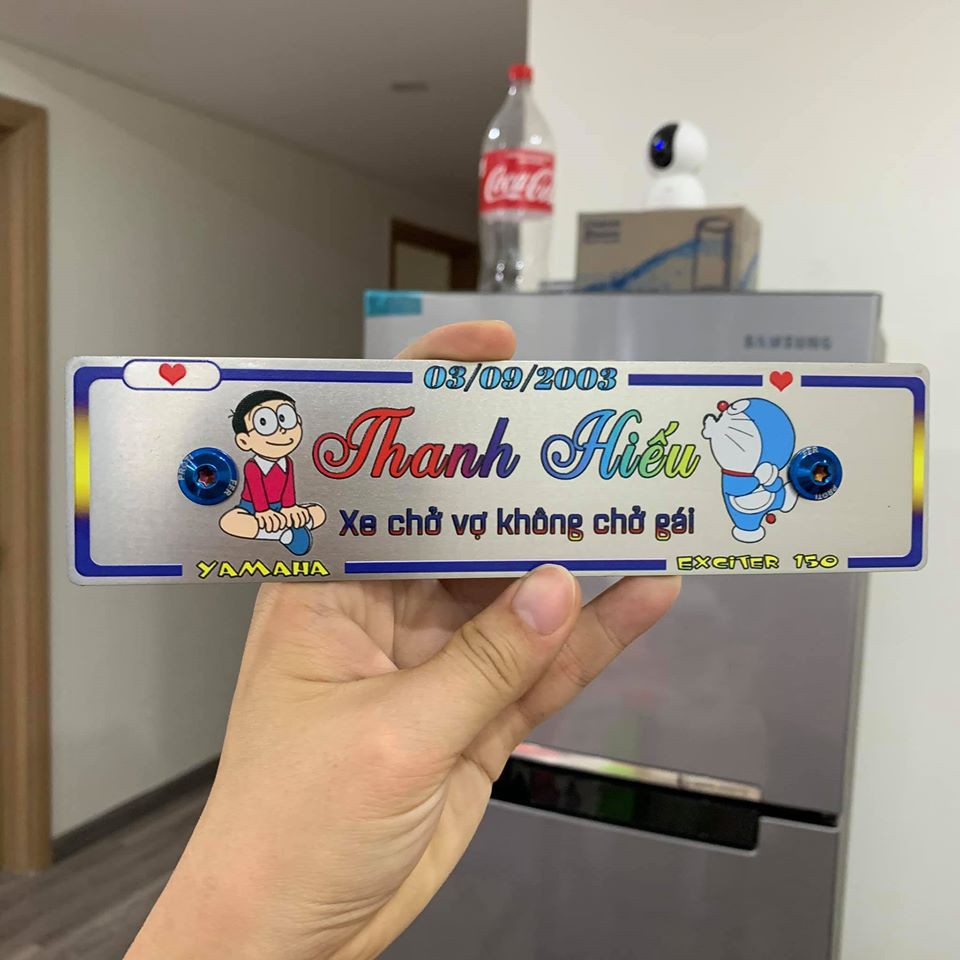 Coca-Cola
SAMSUNG
03/09/2003
Thanh Hiếu
Xe chở vợ không chở gái
YAMAHA
EXCITER 150